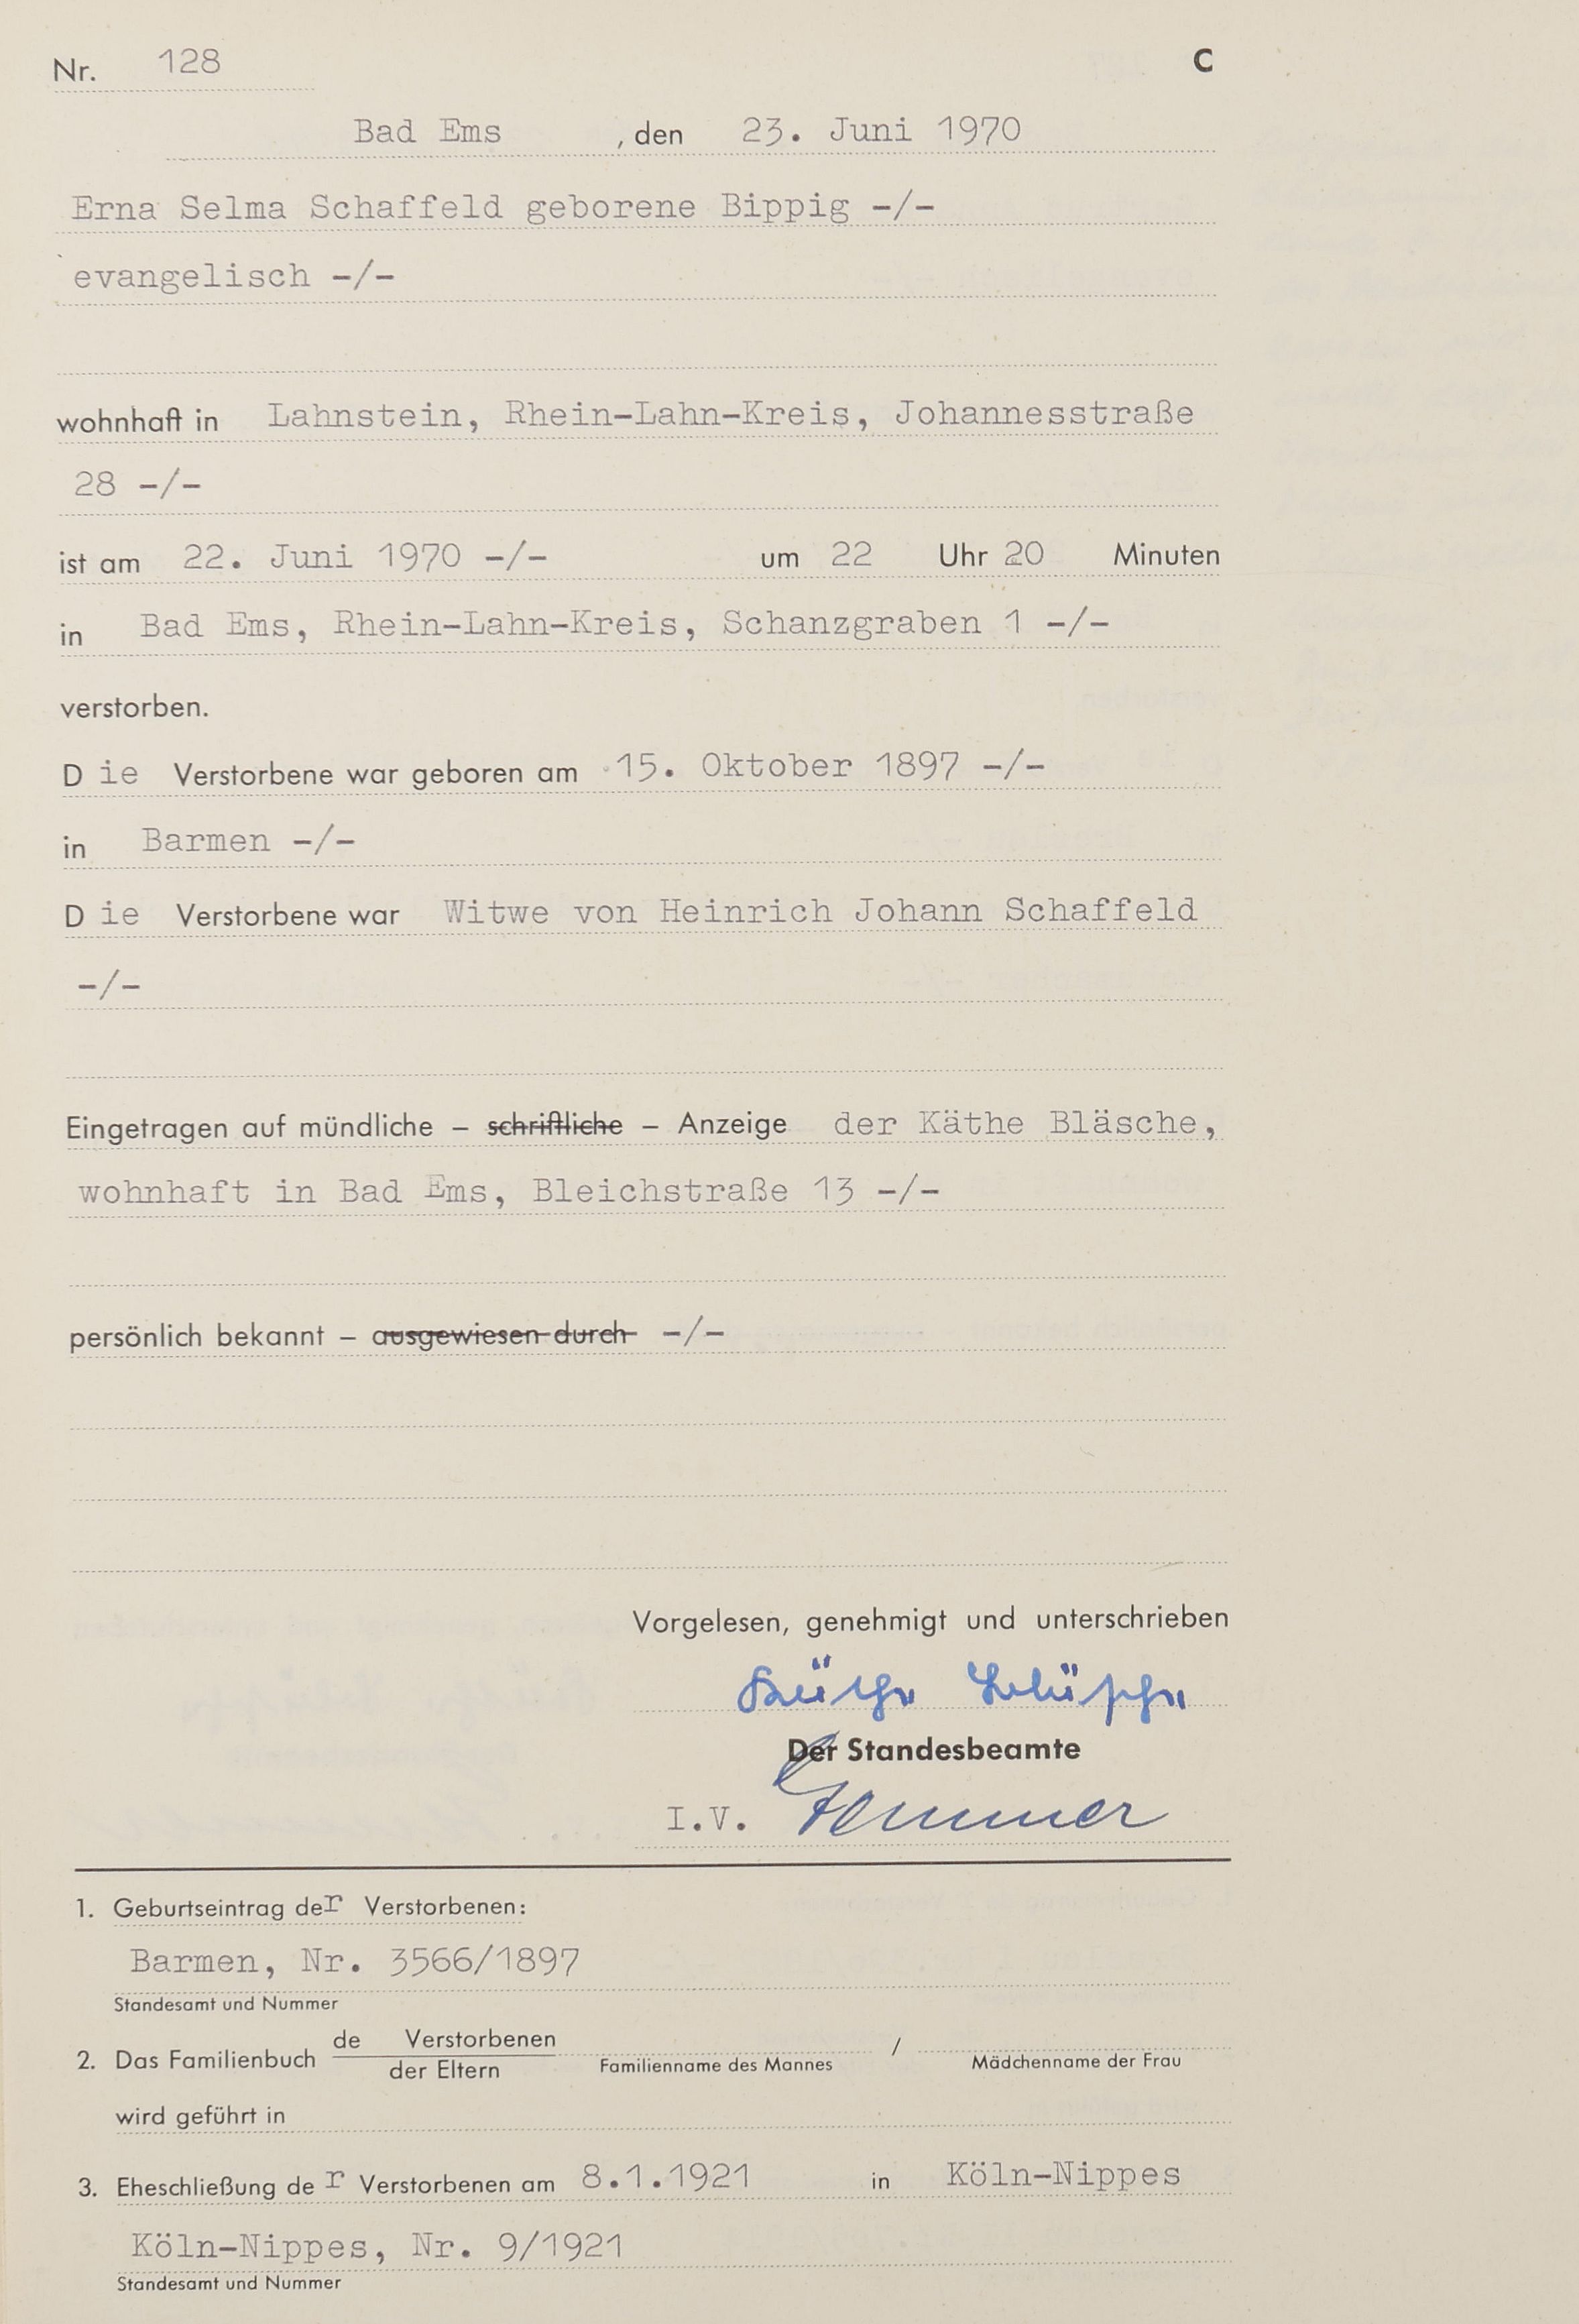 Nr. 128 C
Bad Ems , den 23. Juni 1970
Erna Selma Schaffeld geborene Bippig -/-
evangelisch -/-
wohnhaft in Lahnstein, Rhein-Lahn-Kreis, Johannesstraße
28 -/-
ist am 22. Juni 1970 -/- um 22 Uhr 20 Minuten
in Bad Ems, Rhein-Lahn-Kreis, Schanzgraben 1 -/-
verstorben.
Die Verstorbene war geboren am 15. Oktober 1897 -/-
in Barmen -/-
Die Verstorbene war Witwe von Heinrich Johann Schaffeld
-/-
Eingetragen auf mündliche – schriftliche – Anzeige der Käthe Bläsche,
wohnhaft in Bad Ems, Bleichstraße 13 -/-
persönlich bekannt – ausgewiesen durch -/-
Vorgelesen, genehmigt und unterschrieben
Käthe Bläsche
Der Standesbeamte
I.V.
1. Geburtseintrag der Verstorbenen:
Barmen, Nr. 3566/1897
Standesamt und Nummer
de Verstorbenen
2. Das Familienbuch /
der Eltern Familienname des Mannes Mädchenname der Frau
wird geführt in
3. Eheschließung der Verstorbenen am 8.1.1921 in Köln-Nippes
Köln-Nippes, Nr. 9/1921
Standesamt und Nummer